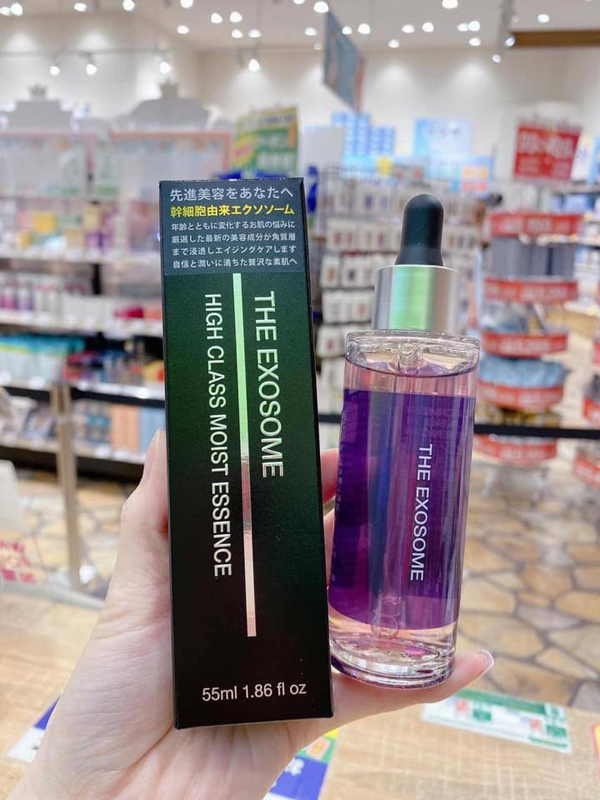 先進美容をあなたへ
幹細胞由来エクソソーム
年齢とともに変化するお肌の悩みに
厳選した最新の美容成分が角質層
まで浸透しエイジングケアします
自信と潤いに満ちた贅沢な素肌へ
THE EXOSOME
HIGH CLASS MOIST ESSENCE
55ml 1.86 fl oz
THE EXOSOME